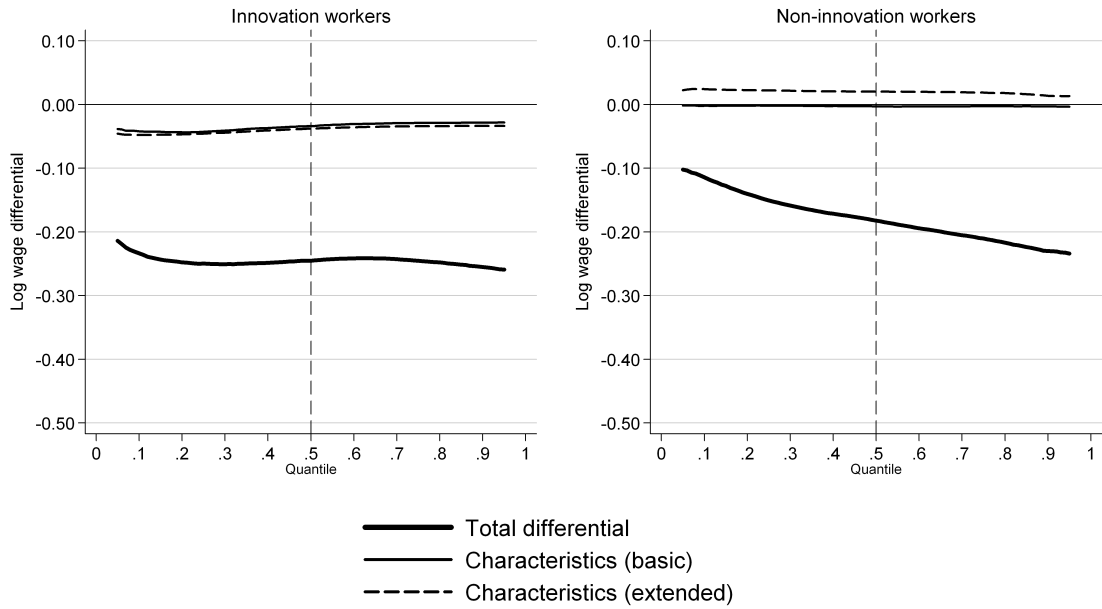 Innovation workers
Log wage differential
0.10
0.00
-0.10
-0.20
-0.30
-0.40
-0.50
0 .1 .2 .3 .4 .5 .6 .7 .8 .9 1
Quantile
Non-innovation workers
Log wage differential
0.10
0.00
-0.10
-0.20
-0.30
-0.40
-0.50
0 .1 .2 .3 .4 .5 .6 .7 .8 .9 1
Quantile
Total differential
Characteristics (basic)
Characteristics (extended)